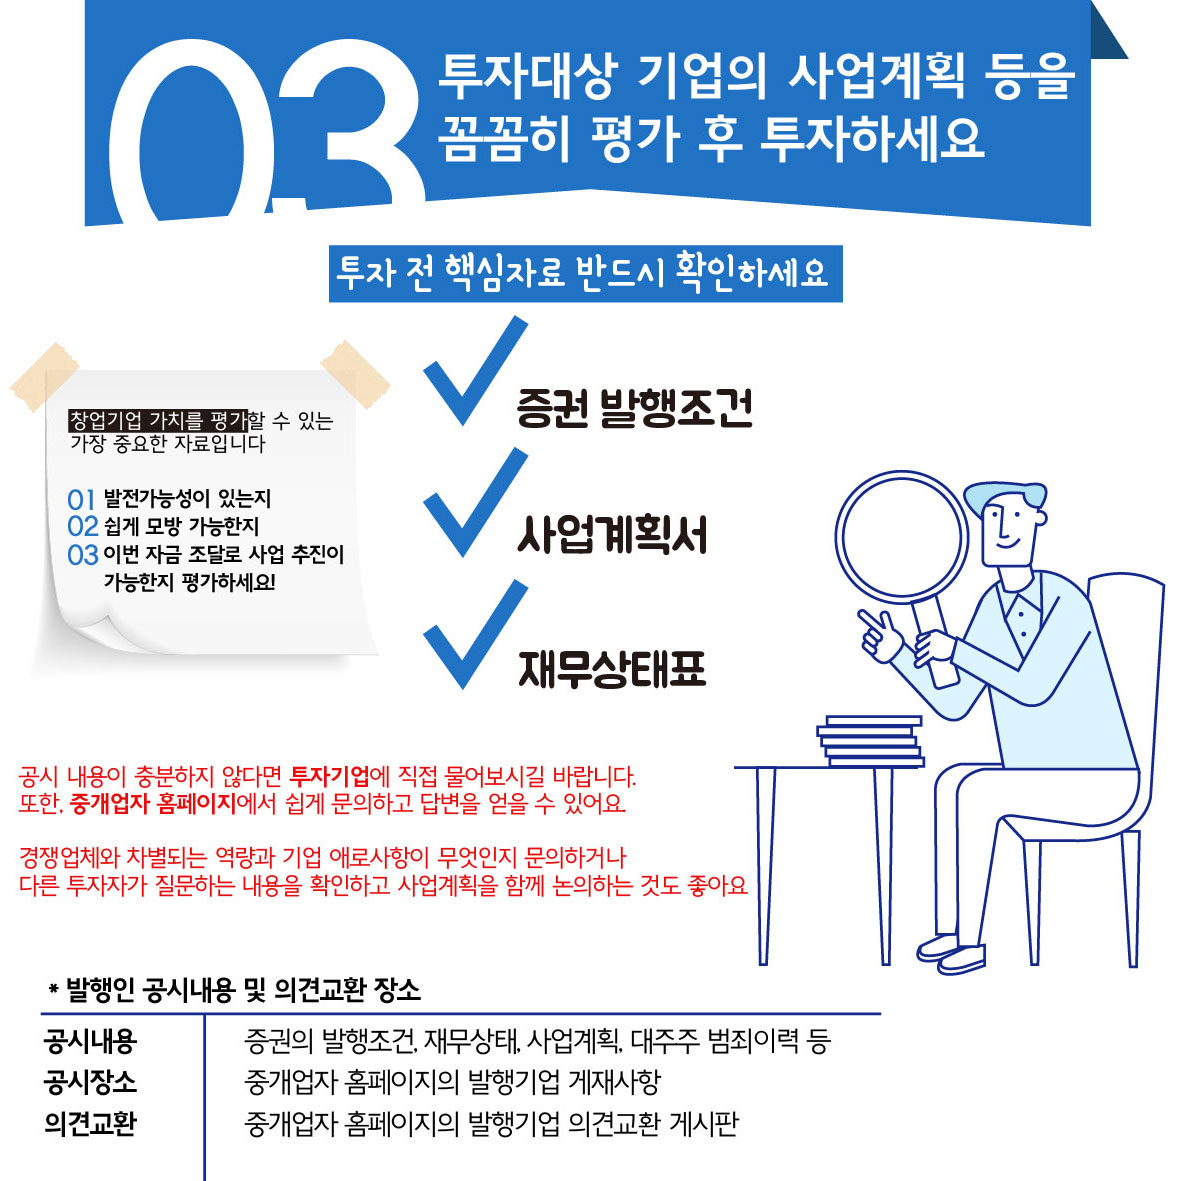 03
투자대상 기업의 사업계획 등을
꼼꼼히 평가 후 투자하세요
투자 전 핵심자료 반드시 확인하세요
창업기업 가치를 평가할 수 있는
가장 중요한 자료입니다
01 발전가능성이 있는지
02 쉽게 모방 가능한지
03 이번 자금 조달로 사업 추진이
가능한지 평가하세요!
증권 발행조건
사업계획서
재무상태표
공시 내용이 충분하지 않다면 투자기업에 직접 물어보시길 바랍니다.
또한, 중개업자 홈페이지에서 쉽게 문의하고 답변을 얻을 수 있어요.
경쟁업체와 차별되는 역량과 기업 애로사항이 무엇인지 문의하거나
다른 투자자가 질문하는 내용을 확인하고 사업계획을 함께 논의하는 것도 좋아요
* 발행인 공시내용 및 의견교환 장소
공시내용 증권의 발행조건, 재무상태, 사업계획, 대주주 범죄이력 등
공시장소 중개업자 홈페이지의 발행기업 게재사항
의견교환 중개업자 홈페이지의 발행기업 의견교환 게시판